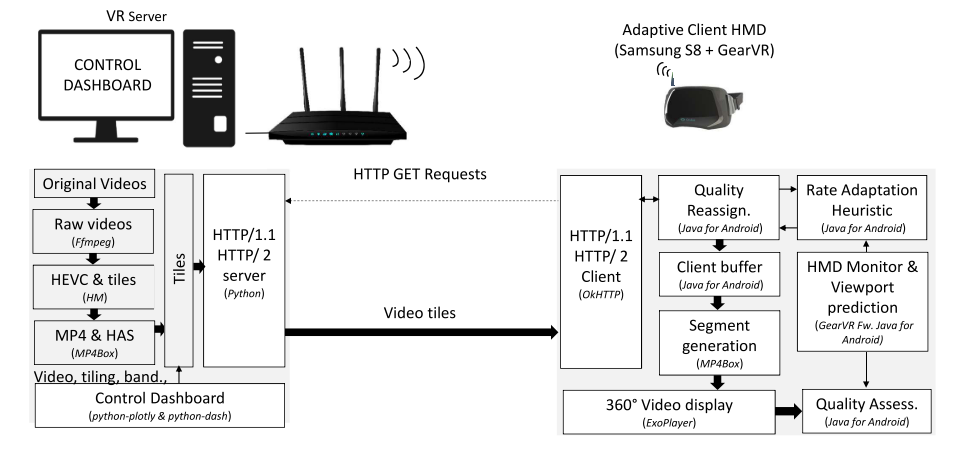 VR Server
CONTROL
DASHBOARD
Adaptive Client HMD
(Samsung S8 + GearVR)
Original Videos
Raw videos
(Ffmpeg)
HEVC & tiles
(HM)
MP4 & HAS
(MP4Box)
Video, tiling, band.,
Control Dashboard
(python-plotly & python-dash)
Tiles
HTTP/1.1
HTTP/ 2
server
(Python)
HTTP GET Requests
Video tiles
HTTP/1.1
HTTP/ 2
Client
(OkHTTP)
Quality
Reassign.
(Java for Android)
Client buffer
(Java for Android)
Segment
generation
(MP4Box)
360° Video display
(ExoPlayer)
Rate Adaptation
Heuristic
(Java for Android)
HMD Monitor &
Viewport
prediction
(GearVR Fw. Java for
Android)
Quality Assess.
(Java for Android)